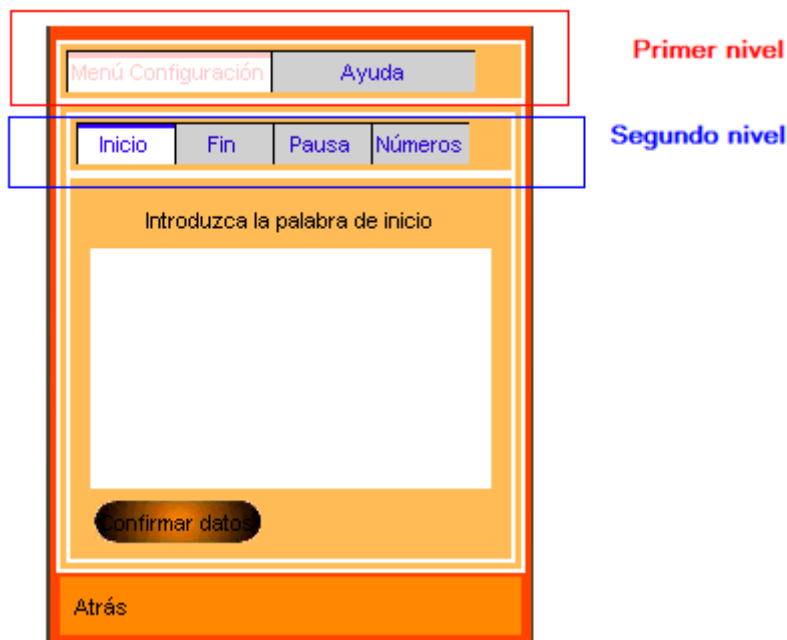 Primer nivel
Menú Configuración Ayuda
Segundo nivel
Inicio Fin Pausa Números
Introduzca la palabra de inicio
Confirmar datos
Atrás